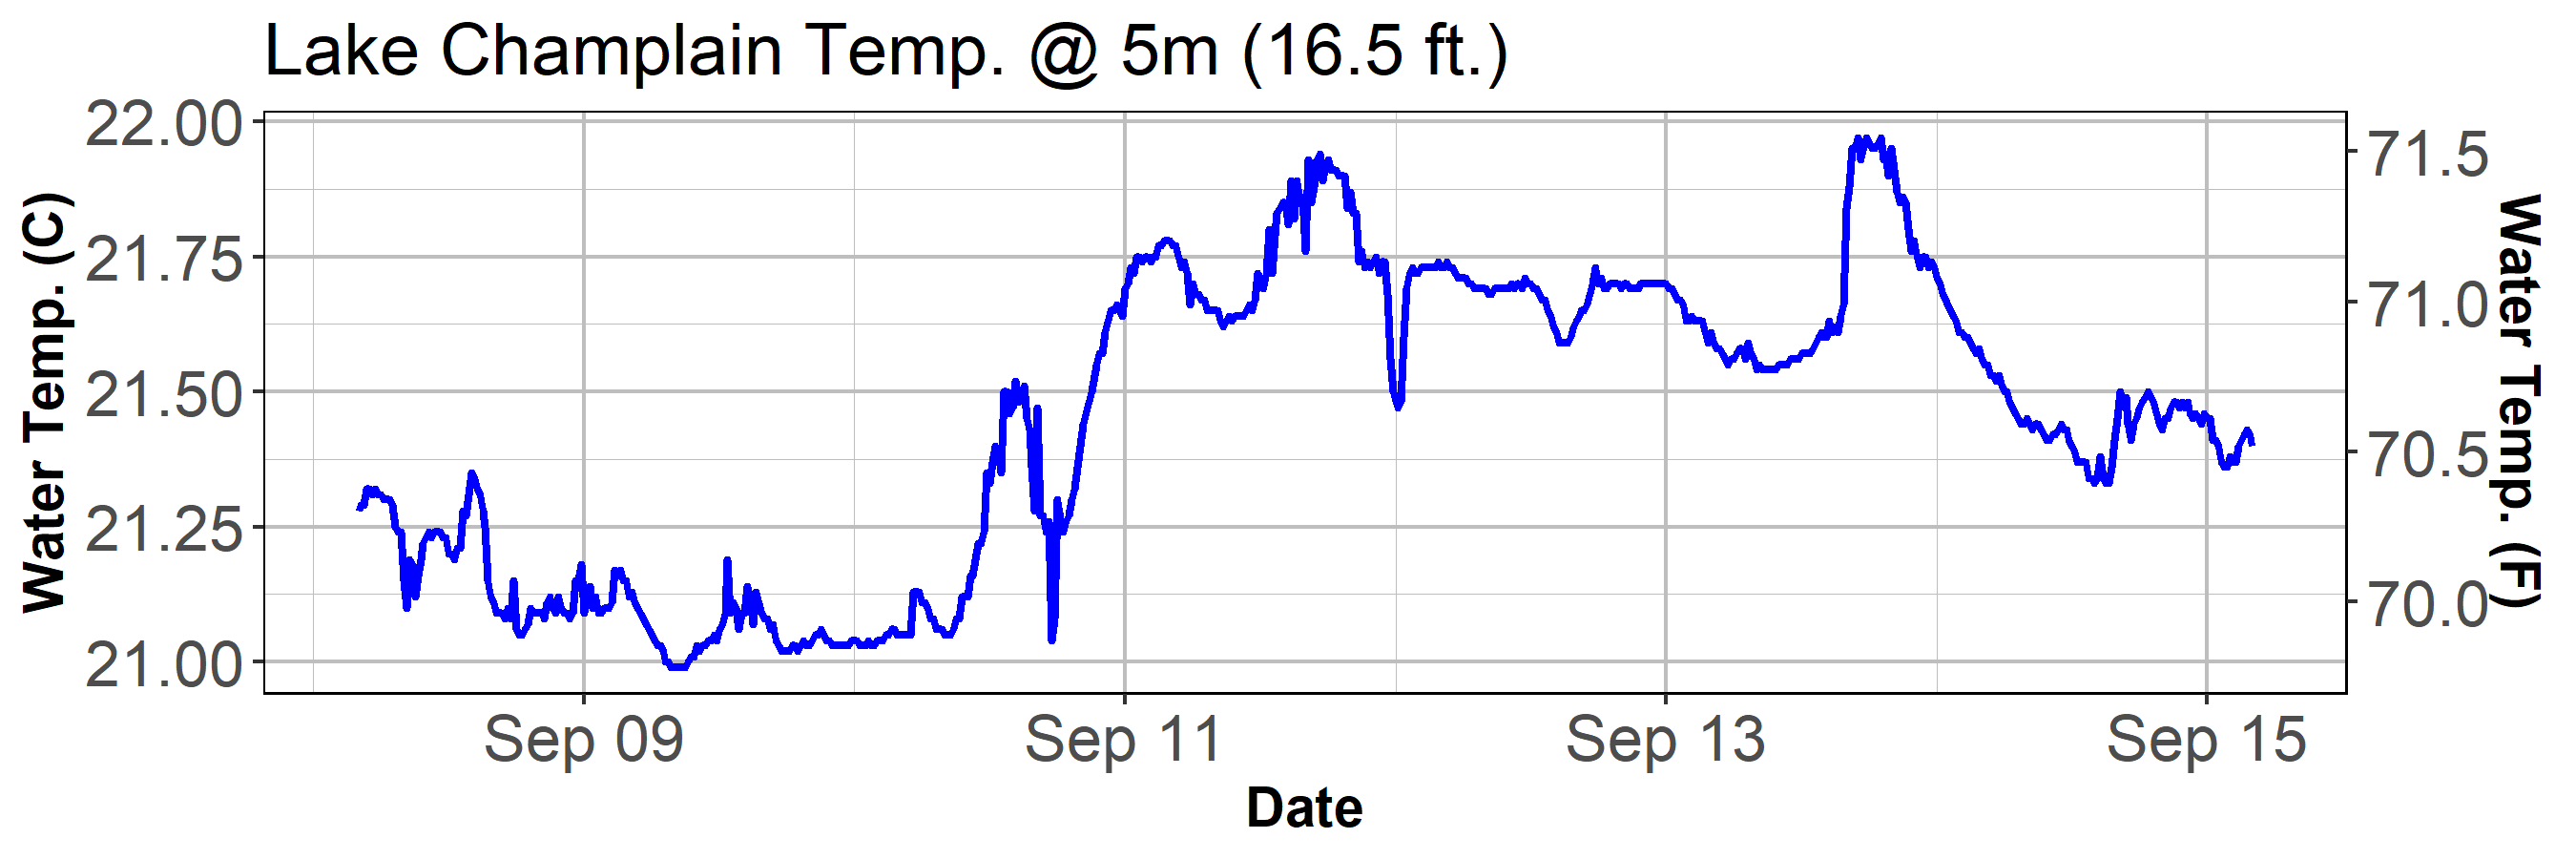 Lake Champlain Temp. @ 5m (16.5 ft.)
Water Temp. (C)
22.00
21.75
21.50
21.25
21.00
71.5
71.0
70.5
70.0
Water Temp. (F)
Sep 09 Sep 11 Sep 13 Sep 15
Date